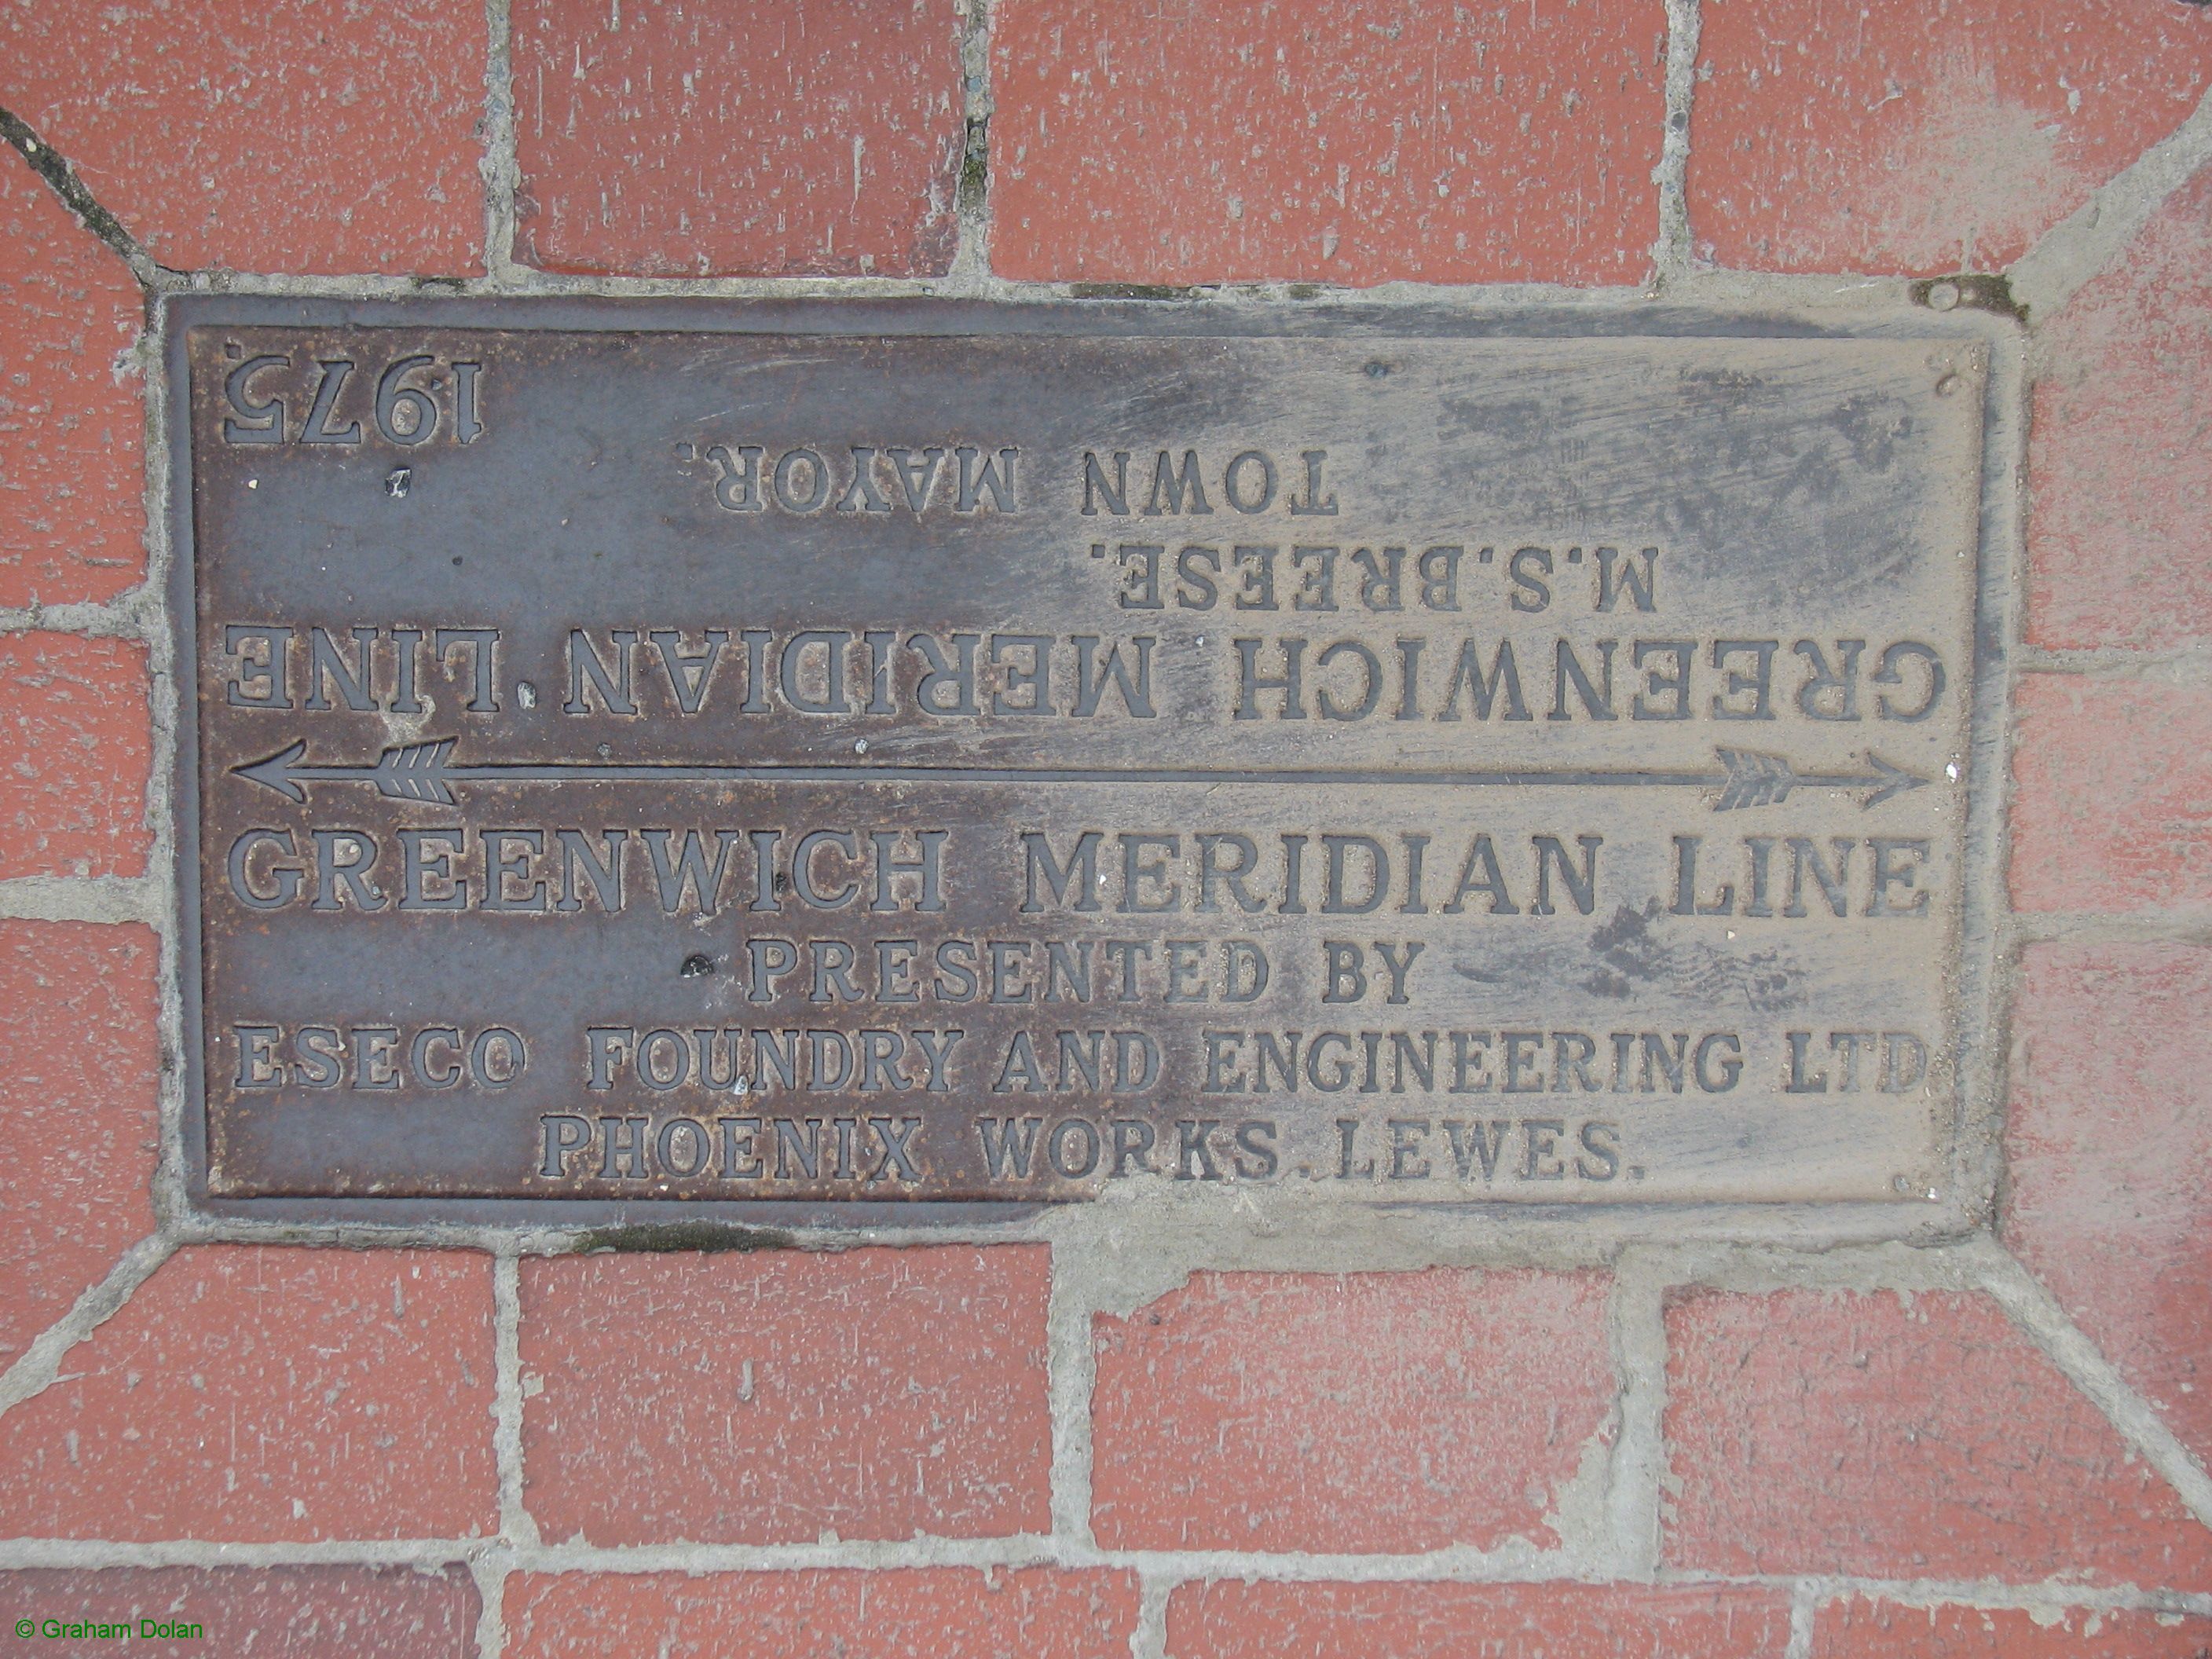 GREENWICH MERIDIAN LINE
PRESENTED BY
ESECO FOUNDRY AND ENGINEERING LTD
PHOENIX WORKS. LEWES.
GREENWICH MERIDIAN LINE
M.S. BREESE.
TOWN MAYOR.
1975.
© Graham Dolan